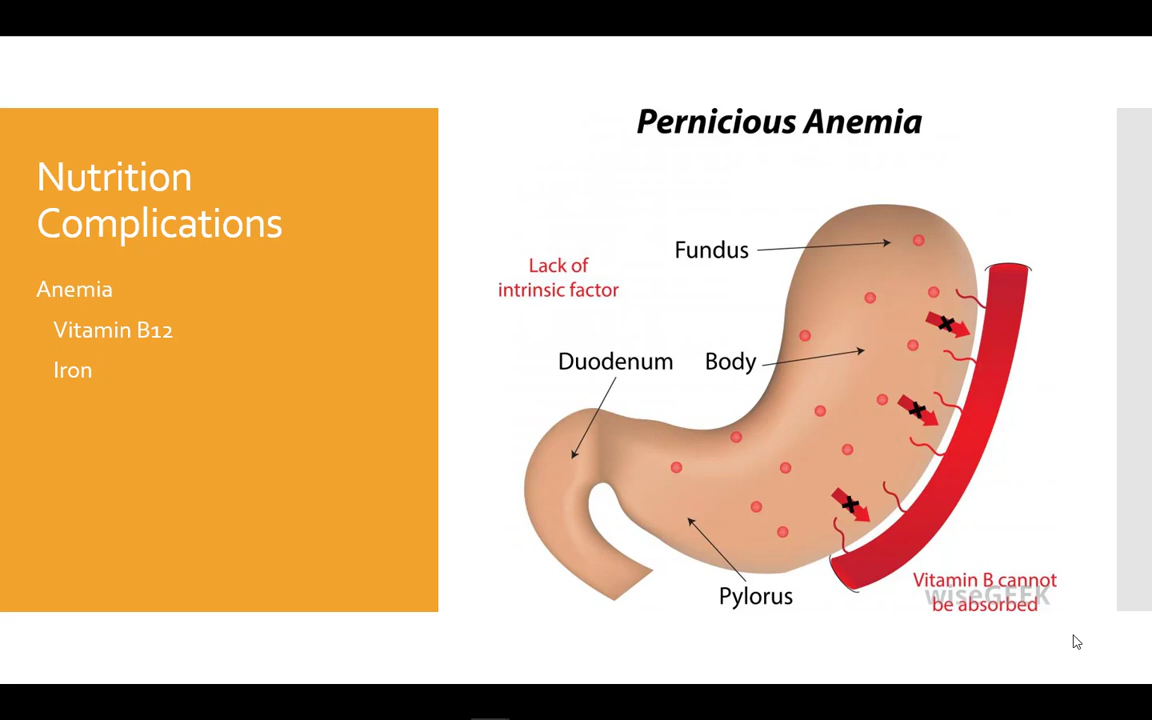 Nutrition
Complications
Anemia
Vitamin B12
Iron
Pernicious Anemia
Fundus
Lack of
intrinsic factor
Duodenum
Body
Pylorus
Vitamin B cannot
be absorbed
wiseGEEK